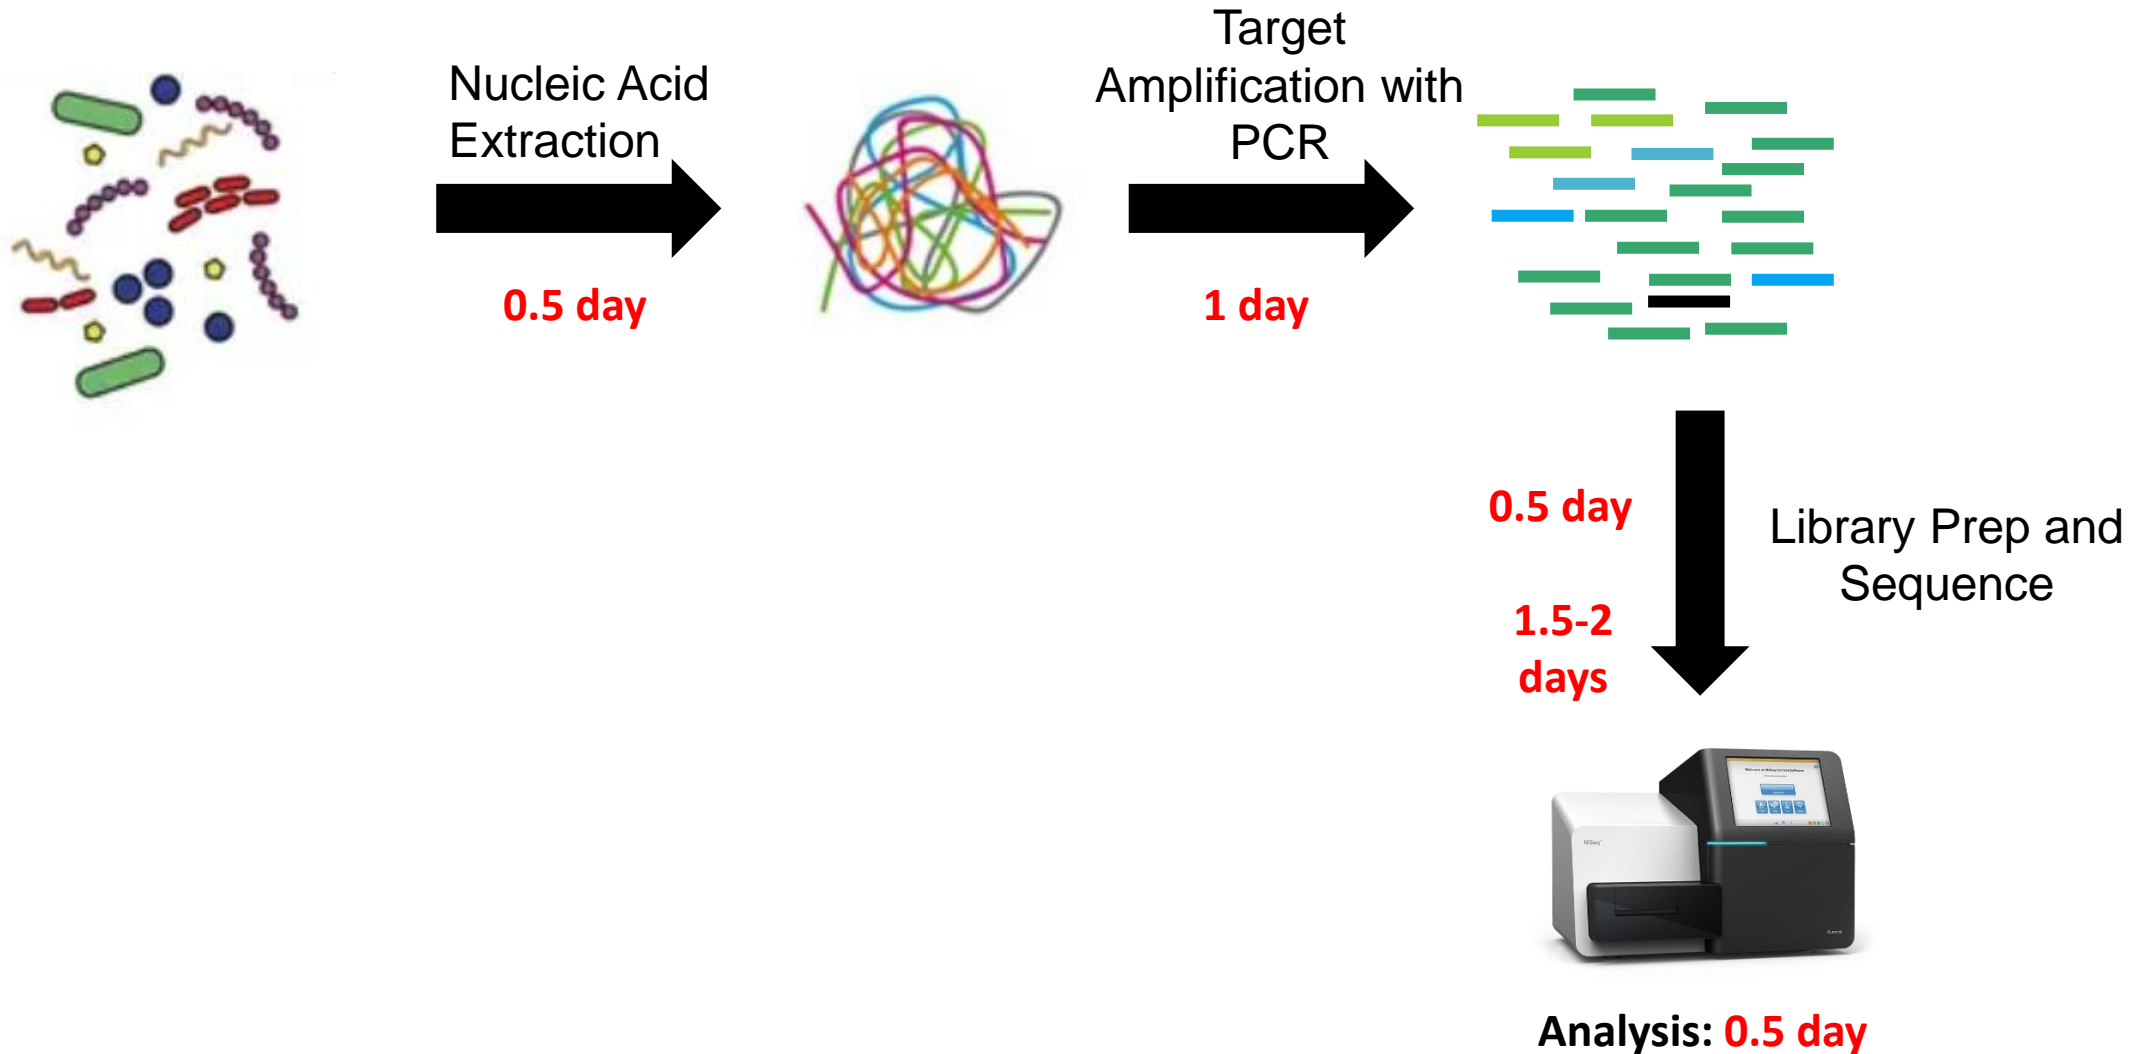 Nucleic Acid
Extraction
0.5 day
Target
Amplification with
PCR
1 day
0.5 day
1.5-2
days
Library Prep and
Sequence
MiSeq
Analysis: 0.5 day